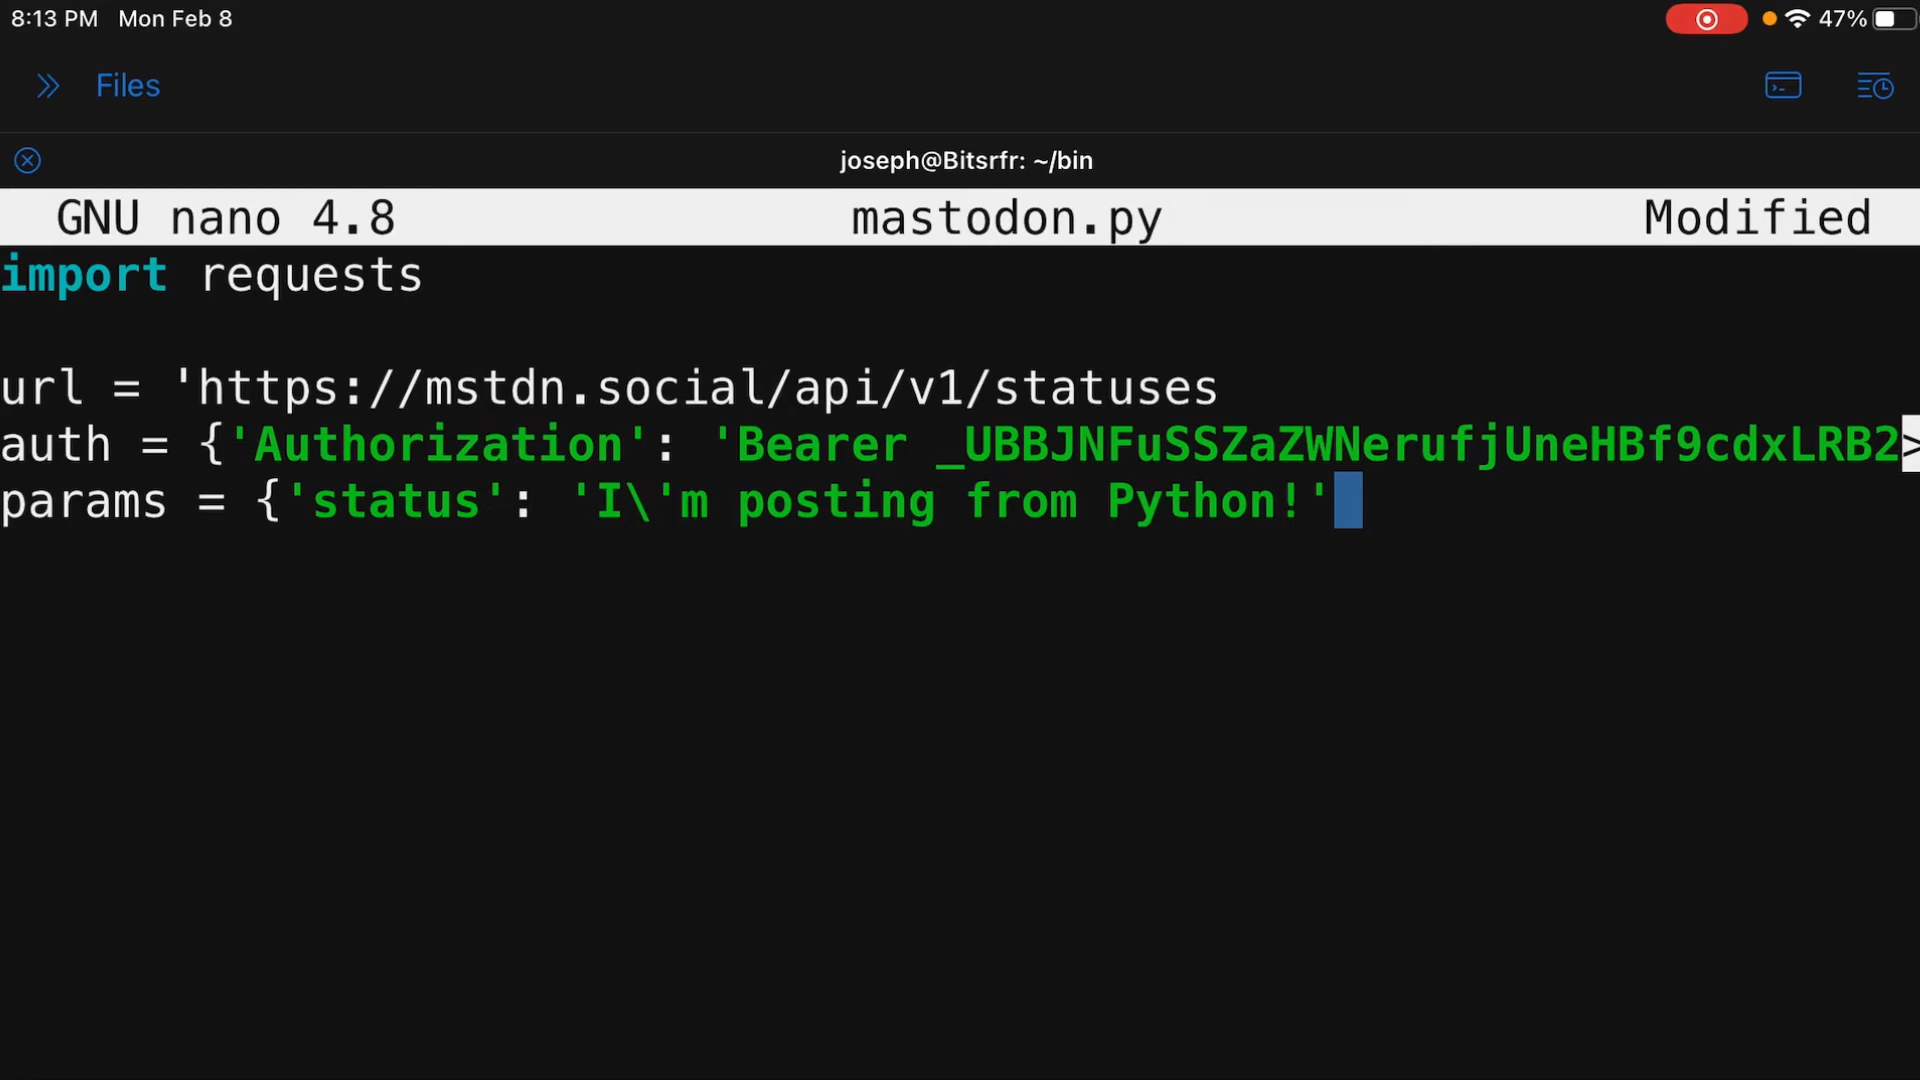 8:13 PM Mon Feb 8 47%
Files
joseph@Bitsrfr: ~/bin
GNU nano 4.8 mastodon.py Modified
import requests
url = 'https://mstdn.social/api/v1/statuses
auth = {'Authorization': 'Bearer _UBBJNFuSSZaZWNerufjUneHBf9cdxLRB2>
params = {'status': 'I\'m posting from Python!'